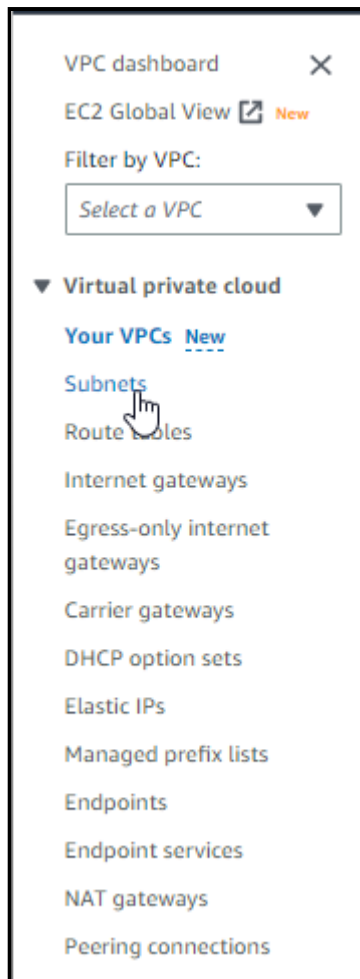 VPC dashboard
EC2 Global View New
Filter by VPC:
Select a VPC
Virtual private cloud
Your VPCs New
Subnets
Route tables
Internet gateways
Egress-only internet
gateways
Carrier gateways
DHCP option sets
Elastic IPs
Managed prefix lists
Endpoints
Endpoint services
NAT gateways
Peering connections